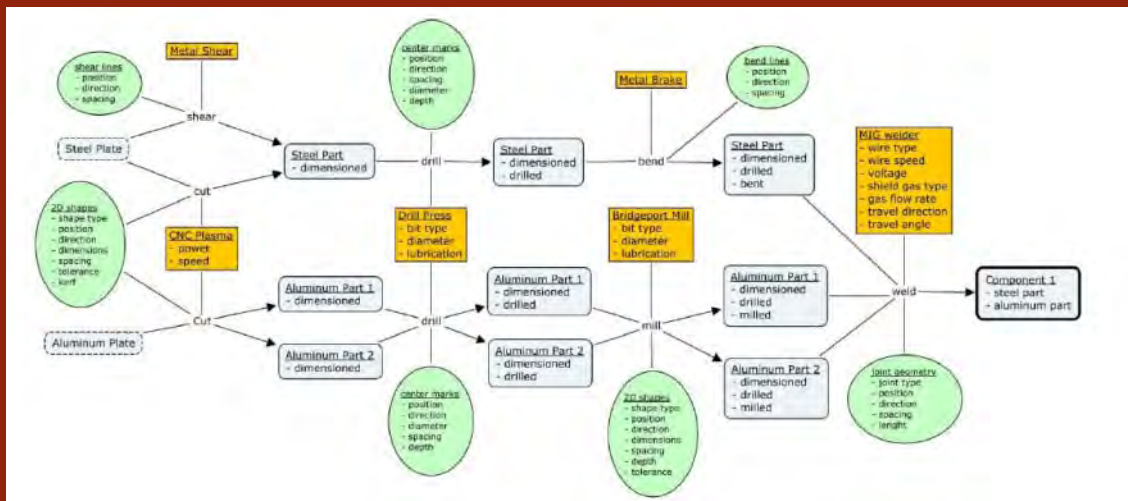 Metal Shear
shear lines
- position
- direction
- spacing
shear
Steel Plate
cut
2D shapes
- shape type
- position
- direction
- dimensions
- spacing
- tolerance
- kerf
CNC Plasma
- power
- speed
Cut
Aluminum Plate
Steel Part
- dimensioned
center marks
- position
- direction
- spacing
- diameter
- depth
drill
Drill Press
- bit type
- diameter
- lubrication
Aluminum Part 1
- dimensioned
Aluminum Part 2
- dimensioned
drill
center marks
- position
- direction
- diameter
- spacing
- depth
Steel Part
- dimensioned
- drilled
Aluminum Part 1
- dimensioned
- drilled
Aluminum Part 2
- dimensioned
- drilled
Metal Brake
bend lines
- position
- direction
- spacing
bend
Bridgeport Mill
- bit type
- diameter
- lubrication
mill
2D shapes
- shape type
- position
- direction
- dimensions
- spacing
- depth
- tolerance
Steel Part
- dimensioned
- drilled
- bent
Aluminum Part 1
- dimensioned
- drilled
- milled
Aluminum Part 2
- dimensioned
- drilled
- milled
MIG welder
- wire type
- wire speed
- voltage
- shield gas type
- gas flow rate
- travel direction
- travel angle
weld
joint geometry
- joint type
- position
- direction
- spacing
- lenght
Component 1
- steel part
- aluminum part